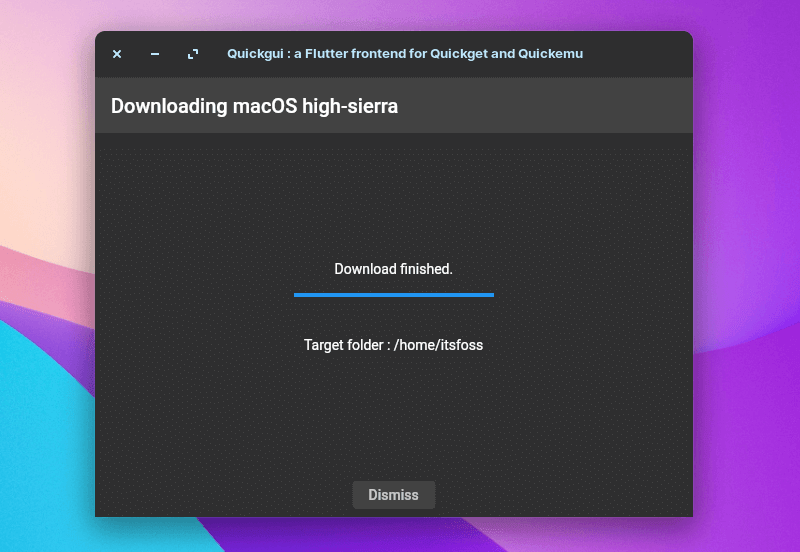 Quickgui : a Flutter frontend for Quickget and Quickemu
Downloading macOS high-sierra
Download finished.
Target folder : /home/itsfoss
Dismiss